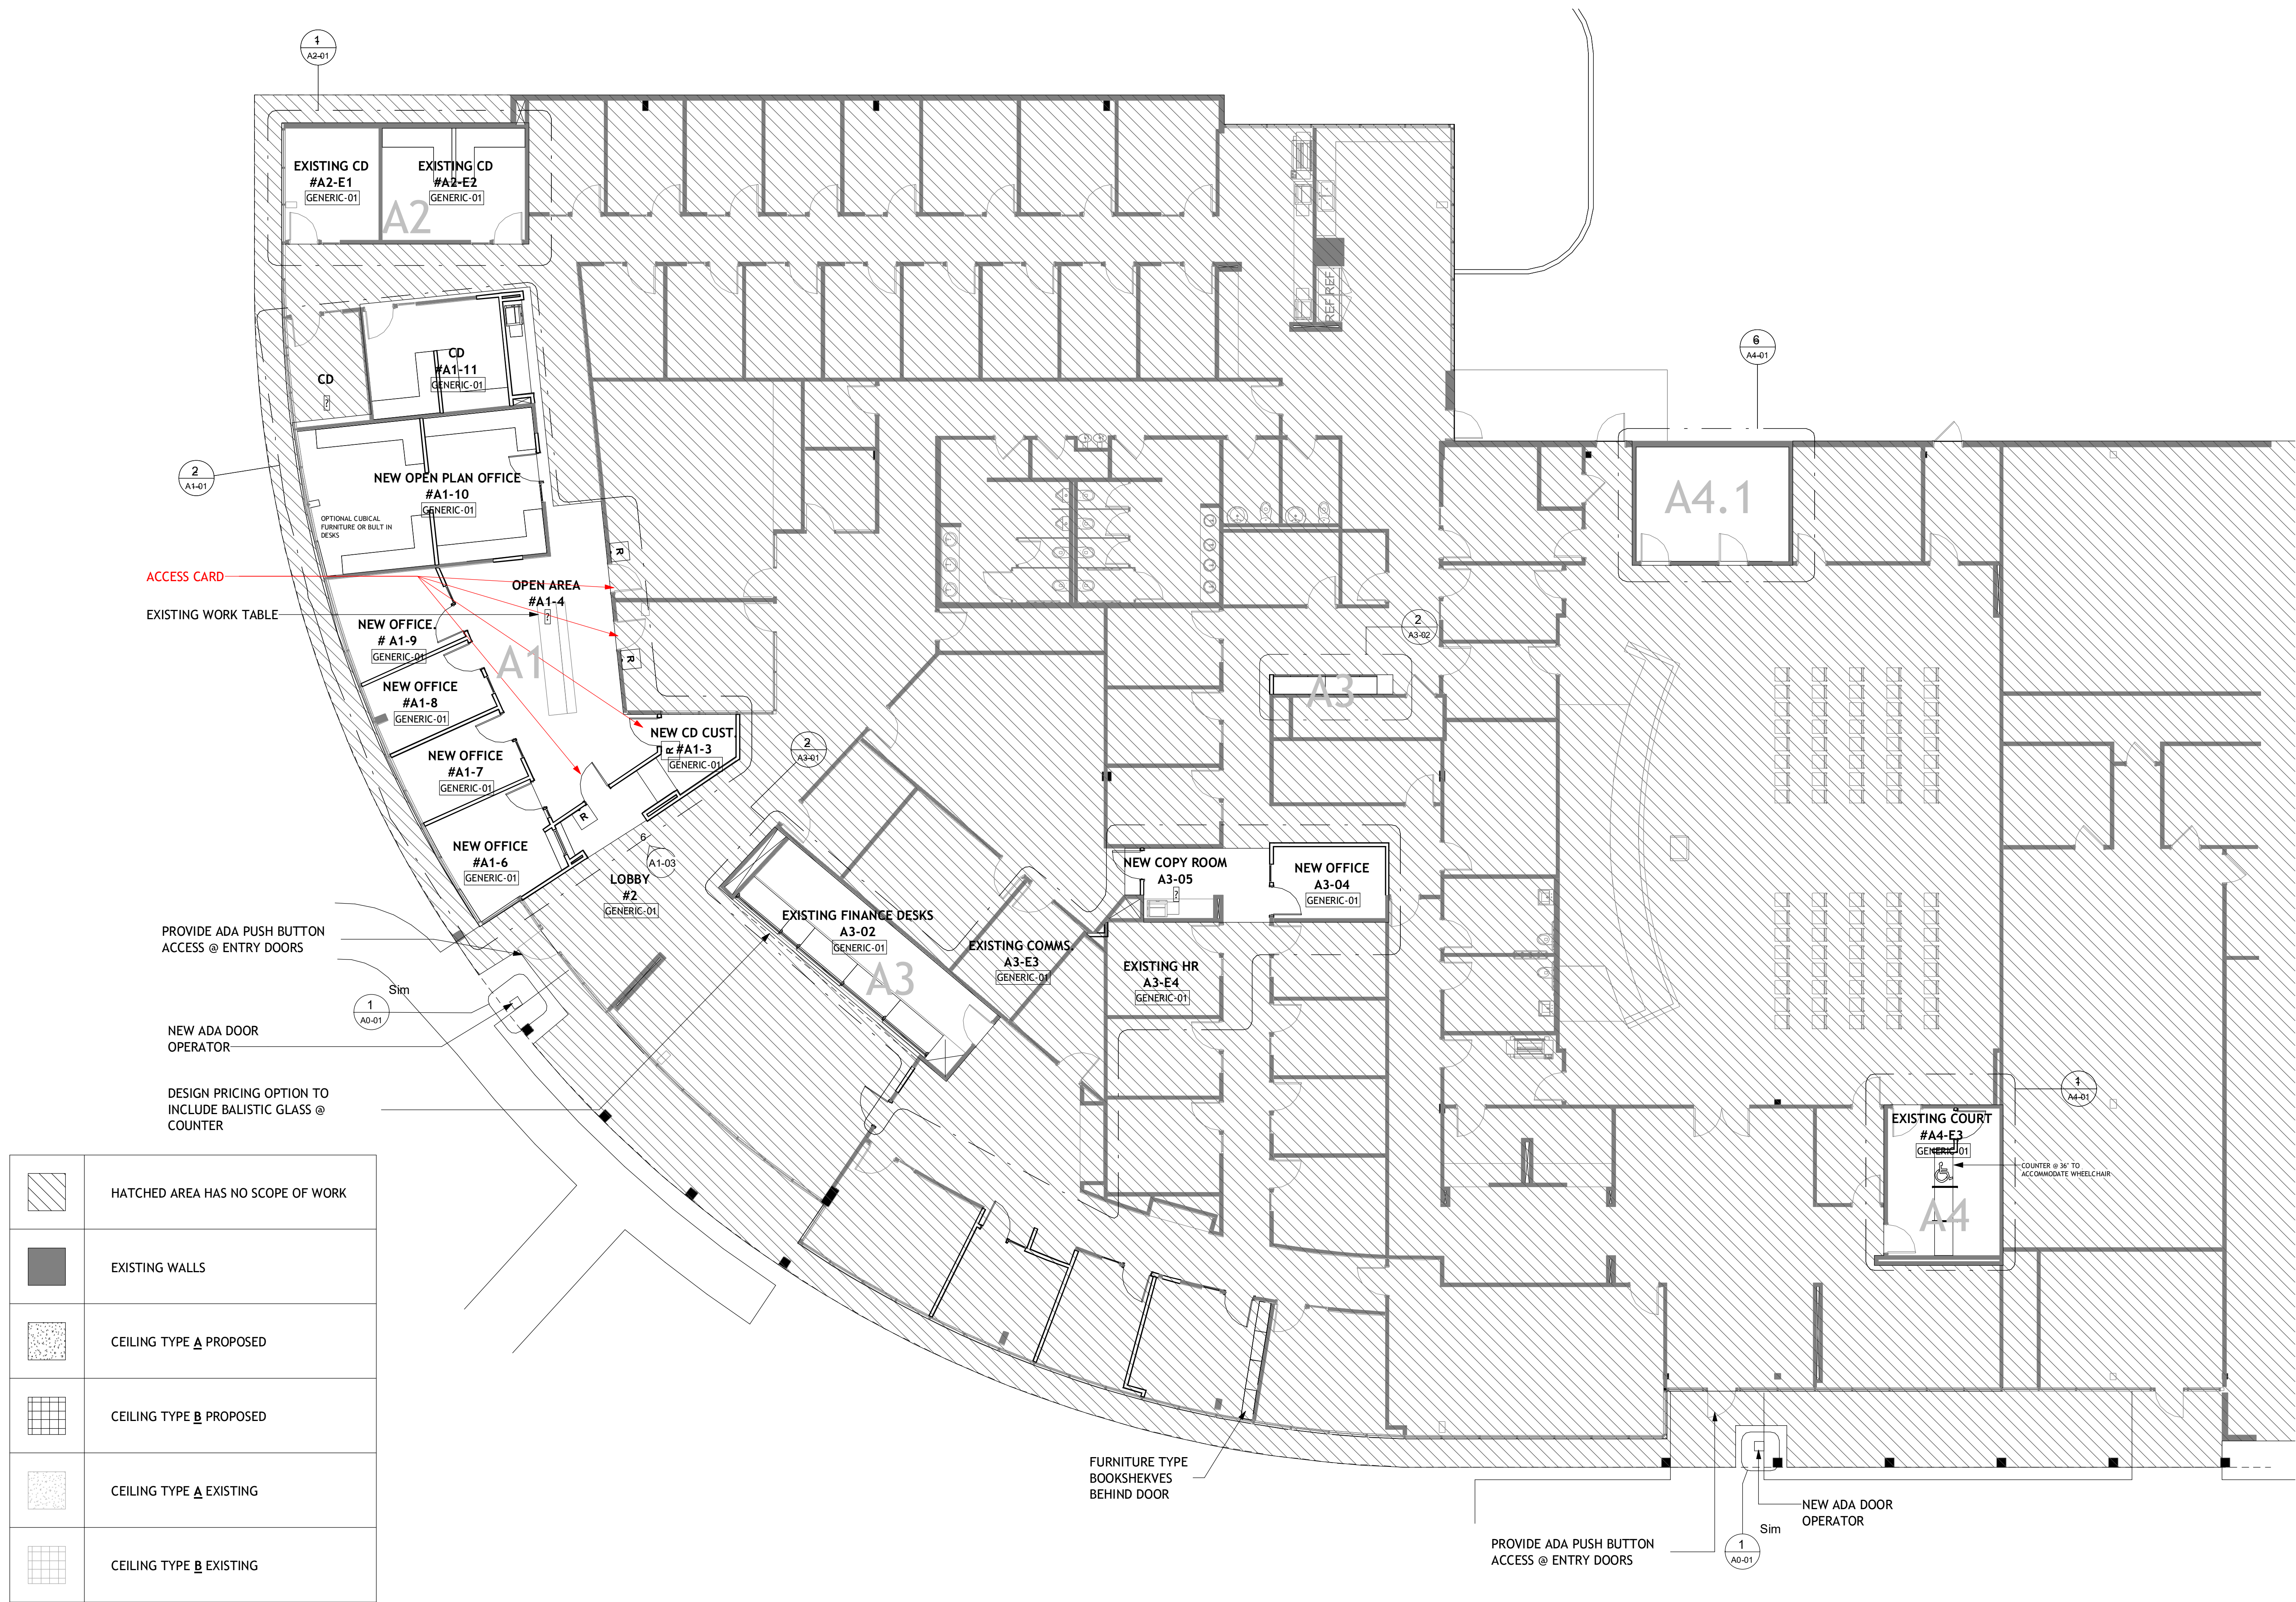 1
A2-01
EXISTING CD
#A2-E1
GENERIC-01
EXISTING CD
#A2-E2
GENERIC-01
A2
REF.
REF.
6
A4-01
CD
?
CD
#A1-11
GENERIC-01
2
A1-01
NEW OPEN PLAN OFFICE
#A1-10
GENERIC-01
OPTIONAL CUBICAL
FURNITURE OR BULT IN
DESKS
A4.1
ACCESS CARD
R
OPEN AREA
#A1-4
?
EXISTING WORK TABLE
NEW OFFICE.
# A1-9
GENERIC-01
A1
R
2
A3-02
NEW OFFICE
#A1-8
GENERIC-01
A3
NEW CD CUST.
#A1-3
R
GENERIC-01
2
A3-01
NEW OFFICE
#A1-7
GENERIC-01
R
6
A1-03
NEW OFFICE
#A1-6
GENERIC-01
LOBBY
#2
GENERIC-01
NEW COPY ROOM
A3-05
?
NEW OFFICE
A3-04
GENERIC-01
EXISTING FINANCE DESKS
A3-02
GENERIC-01
A3
EXISTING COMMS.
A3-E3
GENERIC-01
EXISTING HR
A3-E4
GENERIC-01
PROVIDE ADA PUSH BUTTON
ACCESS @ ENTRY DOORS
Sim
1
A0-01
NEW ADA DOOR
OPERATOR
DESIGN PRICING OPTION TO
INCLUDE BALISTIC GLASS @
COUNTER
1
A4-01
EXISTING COURT
#A4-E3
GENERIC-01
COUNTER @ 36" TO
ACCOMMODATE WHEELCHAIR
A4
HATCHED AREA HAS NO SCOPE OF WORK
EXISTING WALLS
CEILING TYPE A PROPOSED
CEILING TYPE B PROPOSED
CEILING TYPE A EXISTING
CEILING TYPE B EXISTING
FURNITURE TYPE
BOOKSHEKVES
BEHIND DOOR
NEW ADA DOOR
OPERATOR
Sim
1
A0-01
PROVIDE ADA PUSH BUTTON
ACCESS @ ENTRY DOORS